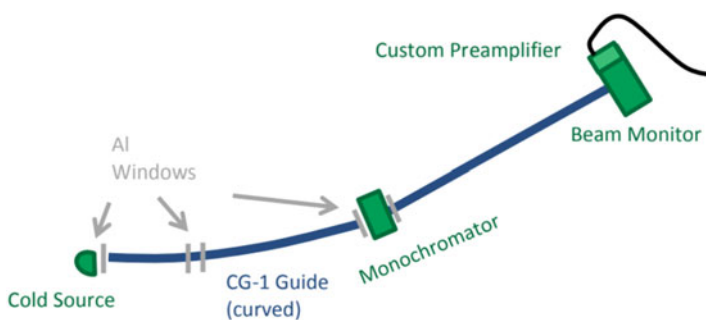 Custom Preamplifier
Beam Monitor
Al
Windows
Monochromator
CG-1 Guide
(curved)
Cold Source